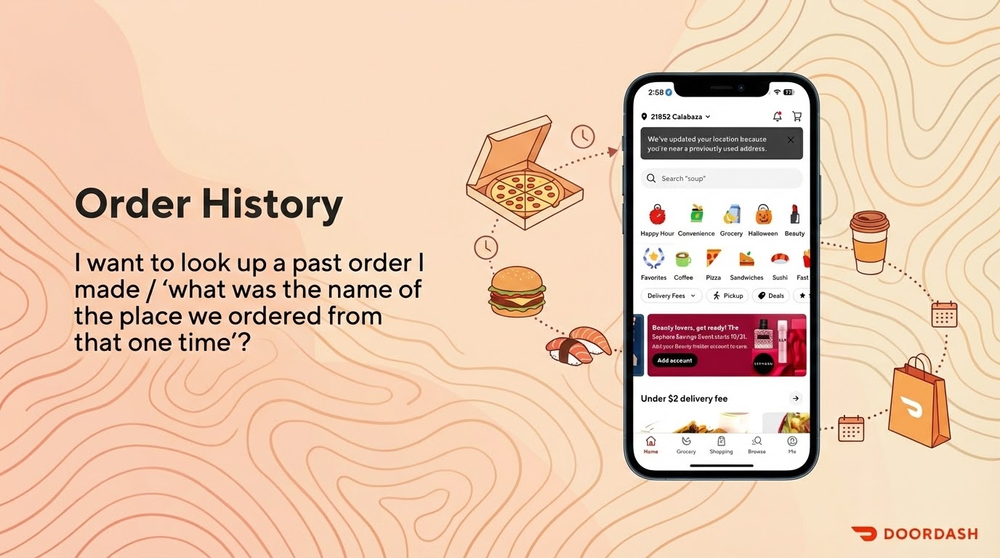 Order History
I want to look up a past order I
made / ‘what was the name of
the place we ordered from
that one time’?
2:58
77
21852 Calabaza
We've updated your location because
you're near a previously used address.
Search "soup"
Happy Hour Convenience Grocery Halloween Beauty
Favorites Coffee Pizza Sandwiches Sushi Fast
Delivery Fees Pickup Deals
Beauty lovers, get ready! The
Sephora Savings Event starts 10/31.
Add your Beauty Insider account to
Add account
Under $2 delivery fee
Home Grocery Shopping Browse Me
DOORDASH